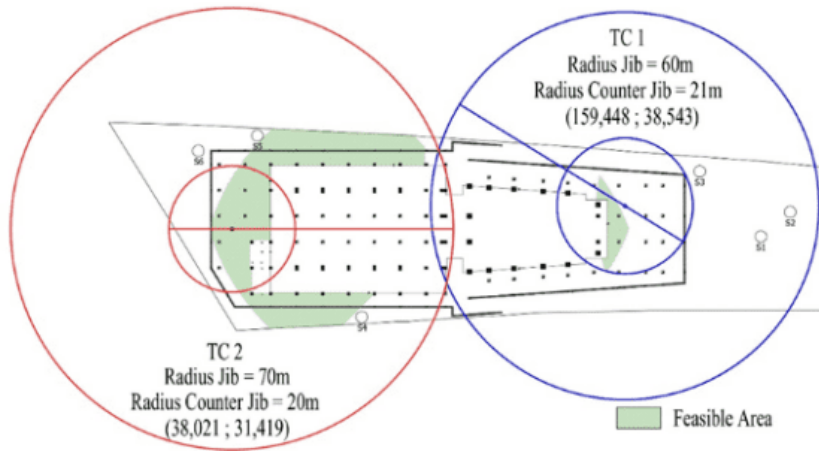 TC 1
Radius Jib = 60m
Radius Counter Jib = 21m
(159,448 ; 38,543)
S5
S6
S3
S2
S1
S4
TC 2
Radius Jib = 70m
Radius Counter Jib = 20m
(38,021 ; 31,419)
Feasible Area